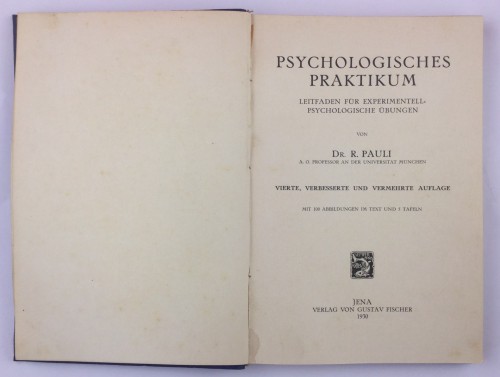 PSYCHOLOGISCHES
PRAKTIKUM
LEITFADEN FÜR EXPERIMENTELL-
PSYCHOLOGISCHE ÜBUNGEN
VON
DR. R. PAULI
A. O. PROFESSOR AN DER UNIVERSITÄT MÜNCHEN
VIERTE, VERBESSERTE UND VERMEHRTE AUFLAGE
MIT ABBILDUNGEN IM TEXT UND TAFELN
JENA
VERLAG VON GUSTAV FISCHER
1930